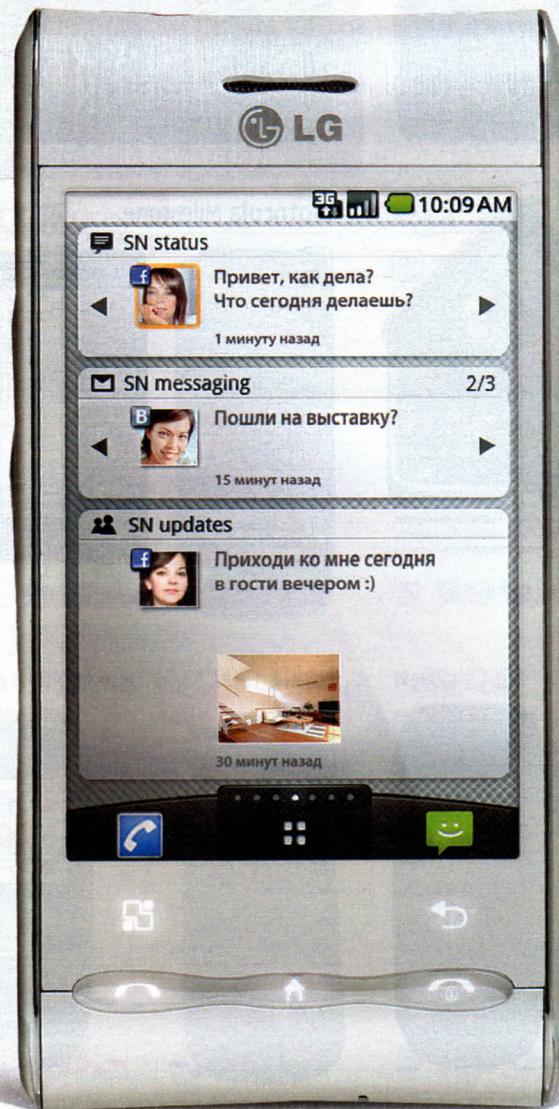 LG
3G
10:09 AM
SN status
f
Привет, как дела?
Что сегодня делаешь?
1 минуту назад
SN messaging 2/3
B
Пошли на выставку?
15 минут назад
SN updates
f
Приходи ко мне сегодня
в гости вечером :)
30 минут назад